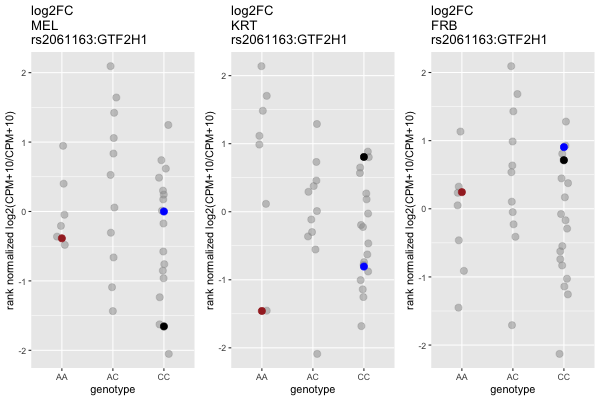 log2FC
MEL
rs2061163:GTF2H1
rank normalized log2(CPM+10/CPM+10)
2
1
0
-1
-2
AA
AC
CC
genotype
log2FC
KRT
rs2061163:GTF2H1
rank normalized log2(CPM+10/CPM+10)
2
1
0
-1
-2
AA
AC
CC
genotype
log2FC
FRB
rs2061163:GTF2H1
rank normalized log2(CPM+10/CPM+10)
2
1
0
-1
-2
AA
AC
CC
genotype